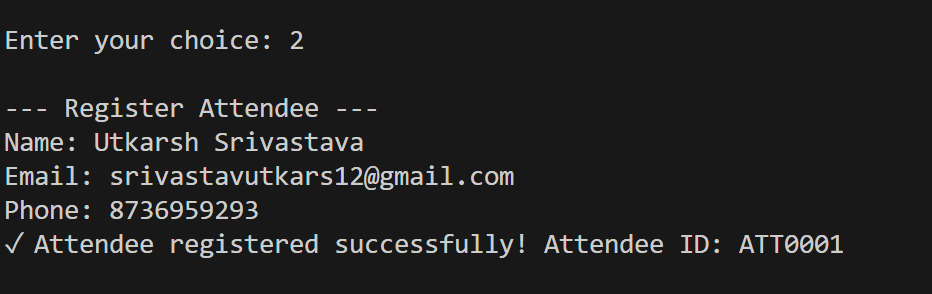 Enter your choice: 2
--- Register Attendee ---
Name: Utkarsh Srivastava
Email: srivastavutkars12@gmail.com
Phone: 8736959293
✓ Attendee registered successfully! Attendee ID: ATT0001